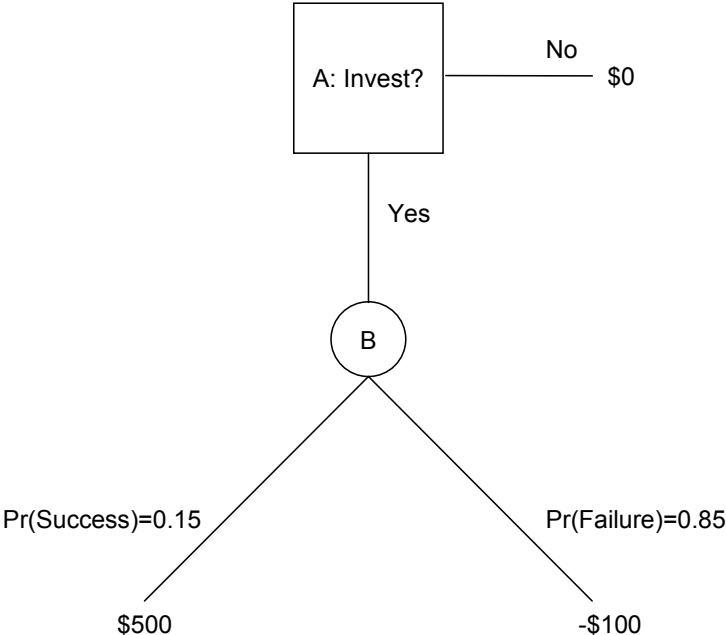 No
A: Invest?
$0
Yes
B
Pr(Success)=0.15
Pr(Failure)=0.85
$500
-$100